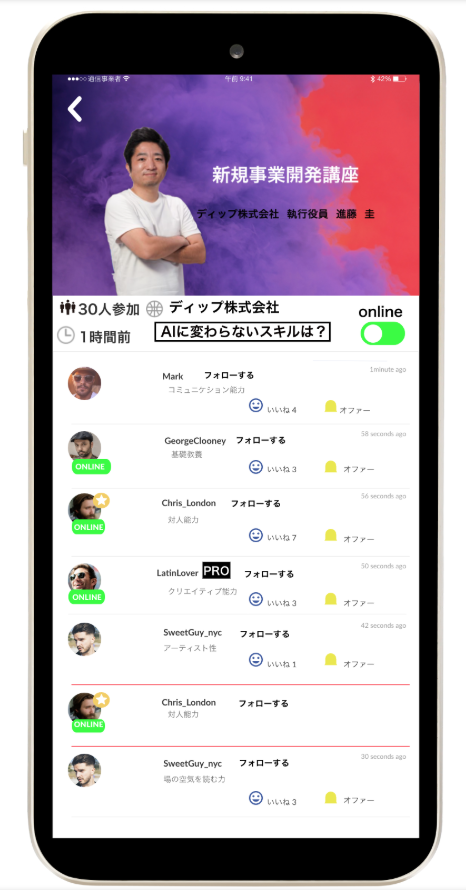 ●●●○○ 通信事業者 午前 9:41 42%
新規事業開発講座
ディップ株式会社 執行役員 進藤 圭
30人参加 ディップ株式会社 online
1時間前 AIに変わらないスキルは？
Mark フォローする 1minute ago
コミュニケション能力
いいね 4 オファー
GeorgeClooney フォローする 58 seconds ago
基礎教養
ONLINE
いいね 3 オファー
Chris_London フォローする 56 seconds ago
対人能力
ONLINE
いいね 7 オファー
LatinLover PRO フォローする 50 seconds ago
クリエイティブ能力
ONLINE
いいね 3 オファー
SweetGuy_nyc フォローする 42 seconds ago
アーティスト性
いいね 1 オファー
Chris_London フォローする
対人能力
ONLINE
SweetGuy_nyc フォローする 30 seconds ago
場の空気を読む力
いいね 3 オファー